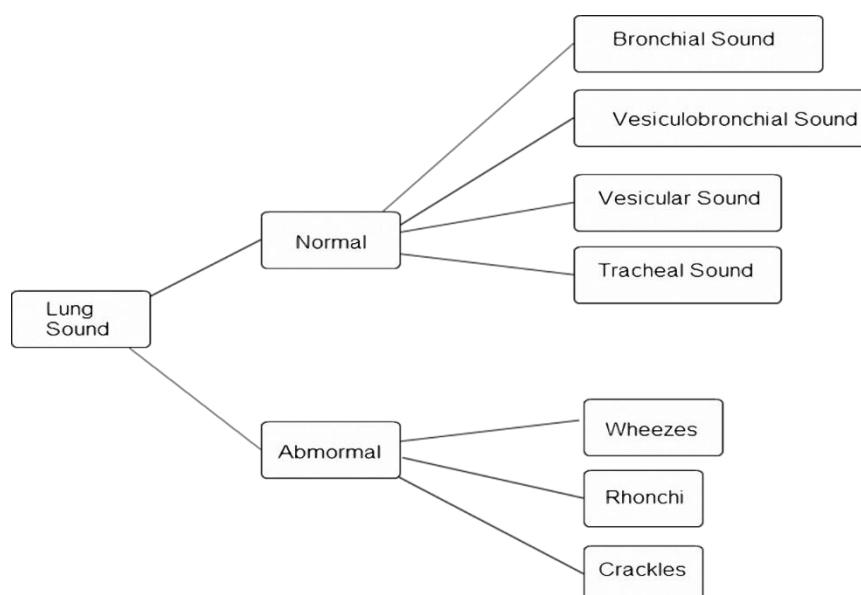 Lung
Sound
Normal
Bronchial Sound
Vesiculobronchial Sound
Vesicular Sound
Tracheal Sound
Abmormal
Wheezes
Rhonchi
Crackles